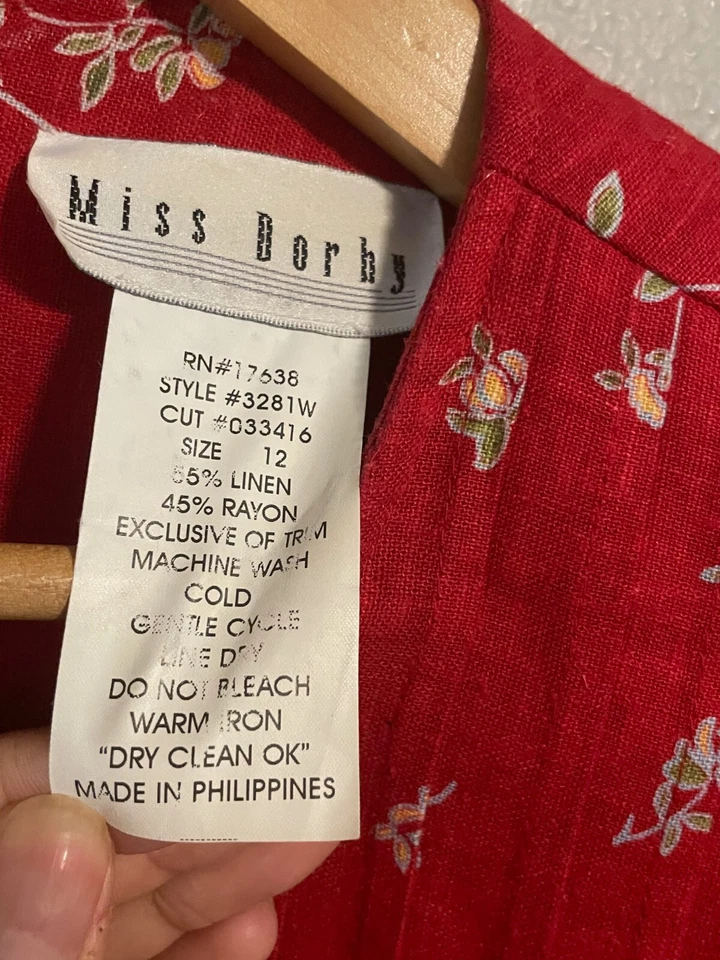 Miss Dorby
RN#17638
STYLE #3281W
CUT #033416
SIZE 12
55% LINEN
45% RAYON
EXCLUSIVE OF TRIM
MACHINE WASH
COLD
GENTLE CYCLE
LINE DRY
DO NOT BLEACH
WARM IRON
“DRY CLEAN OK”
MADE IN PHILIPPINES